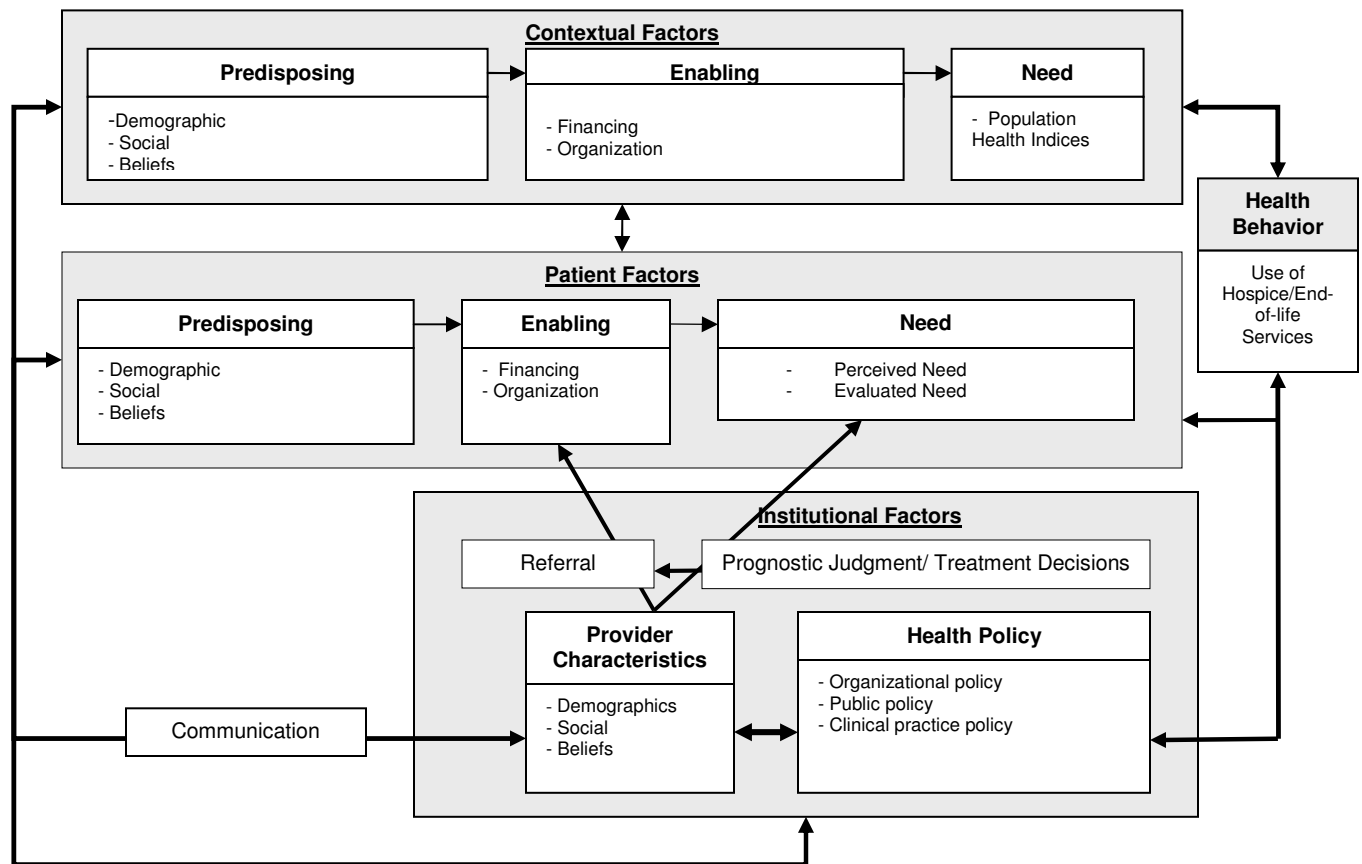 Contextual Factors
Predisposing
-Demographic
- Social
- Beliefs
Enabling
- Financing
- Organization
Need
- Population
Health Indices
Health
Behavior
Use of
Hospice/End-
of-life
Services
Patient Factors
Predisposing
- Demographic
- Social
- Beliefs
Enabling
- Financing
- Organization
Need
- Perceived Need
- Evaluated Need
Institutional Factors
Referral
Prognostic Judgment/ Treatment Decisions
Provider
Characteristics
- Demographics
- Social
- Beliefs
Health Policy
- Organizational policy
- Public policy
- Clinical practice policy
Communication